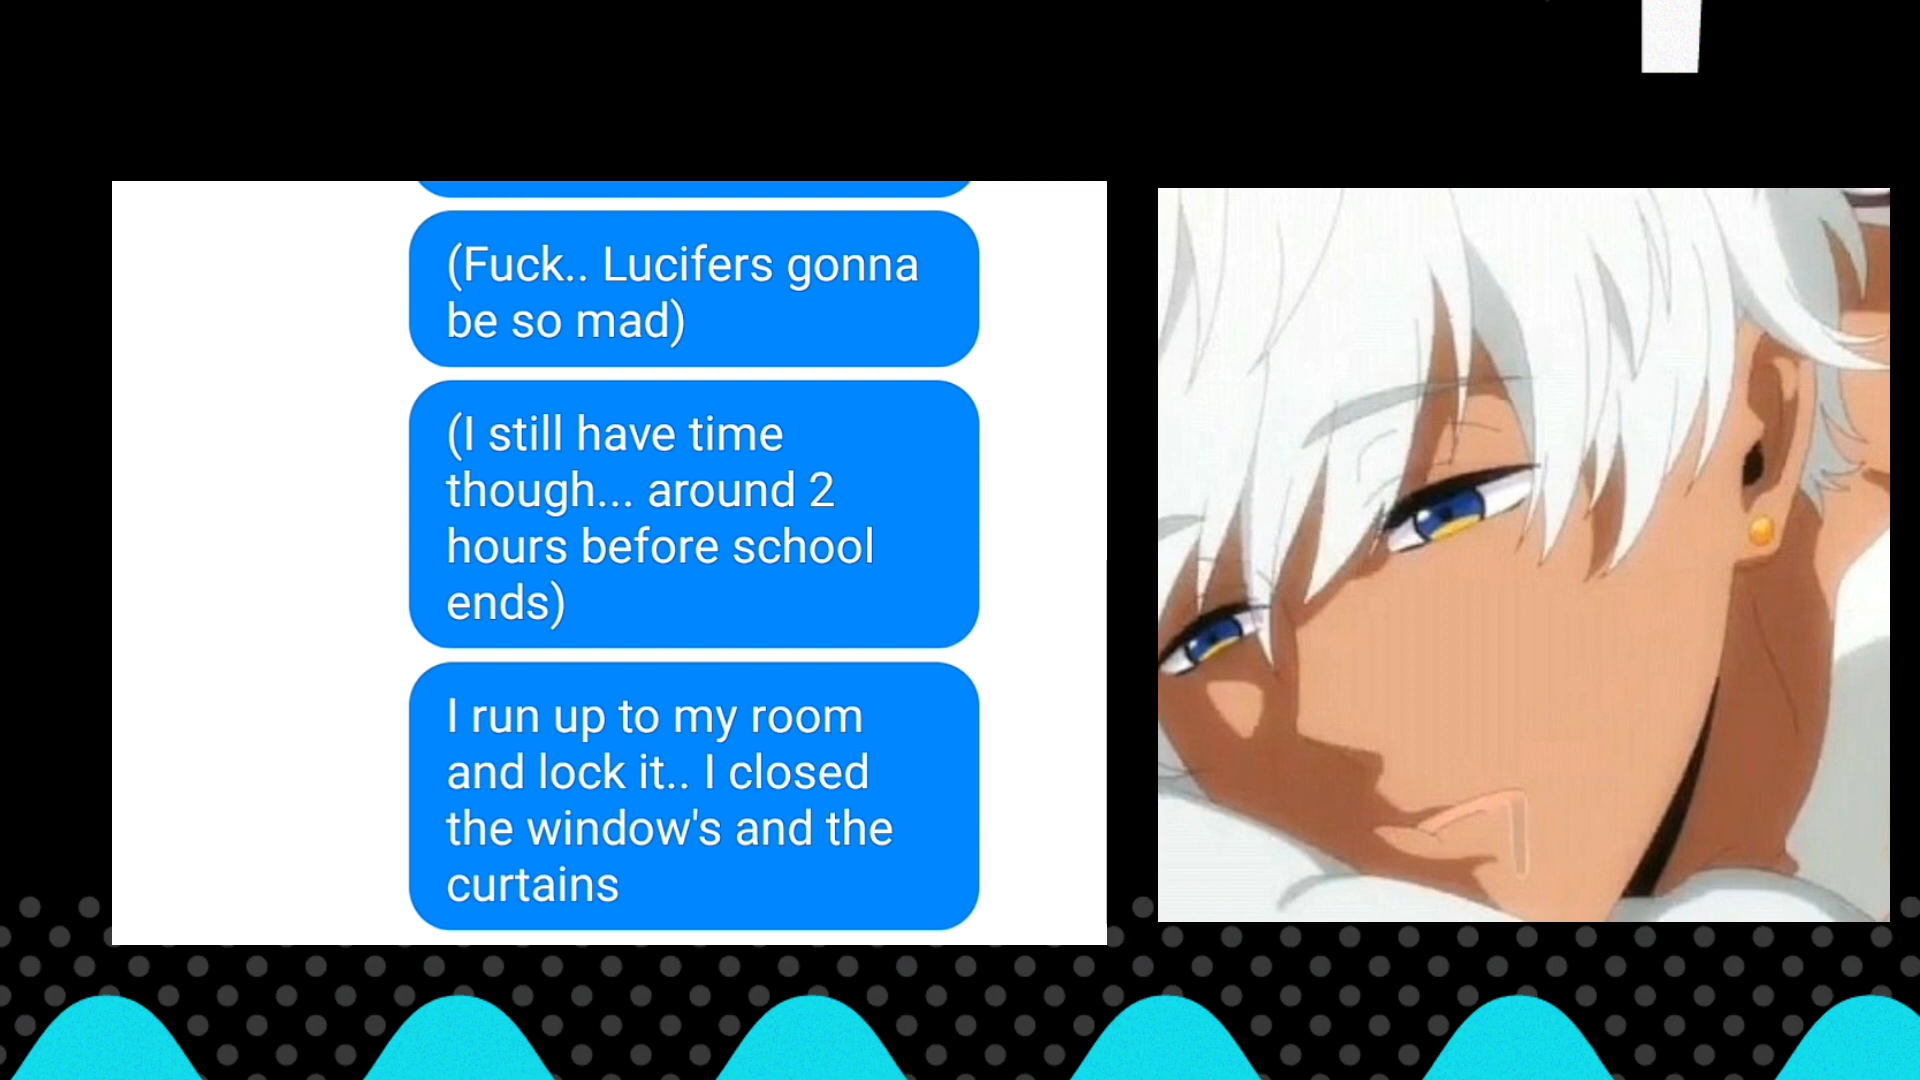 (Fuck.. Lucifers gonna
be so mad)
(I still have time
though... around 2
hours before school
ends)
I run up to my room
and lock it.. I closed
the window's and the
curtains